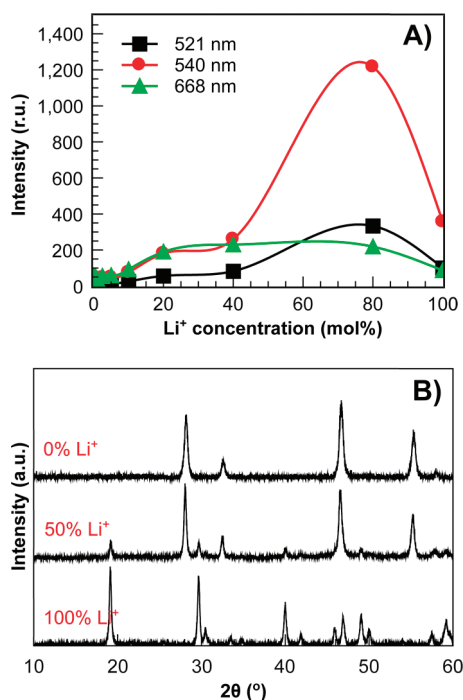 A)
1,400
1,200
1,000
800
600
400
200
0
Intensity (r.u.)
521 nm
540 nm
668 nm
0 20 40 60 80 100
Li⁺ concentration (mol%)
B)
Intensity (a.u.)
0% Li⁺
50% Li⁺
100% Li⁺
10 20 30 40 50 60
2θ (º)